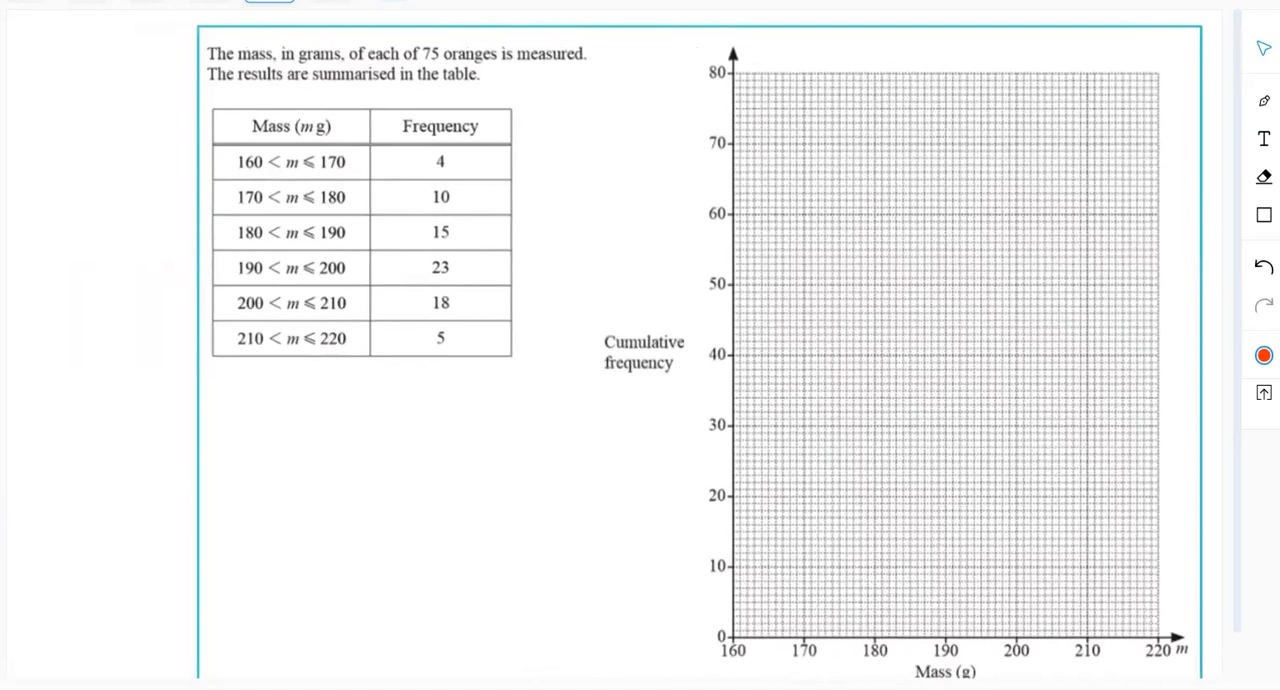 The mass, in grams, of each of 75 oranges is measured.
The results are summarised in the table.
Mass (m g) Frequency
160 < m ⩽ 170 4
170 < m ⩽ 180 10
180 < m ⩽ 190 15
190 < m ⩽ 200 23
200 < m ⩽ 210 18
210 < m ⩽ 220 5
Cumulative
frequency
80
70
60
50
40
30
20
10
0
160 170 180 190 200 210 220 m
Mass (g)
T